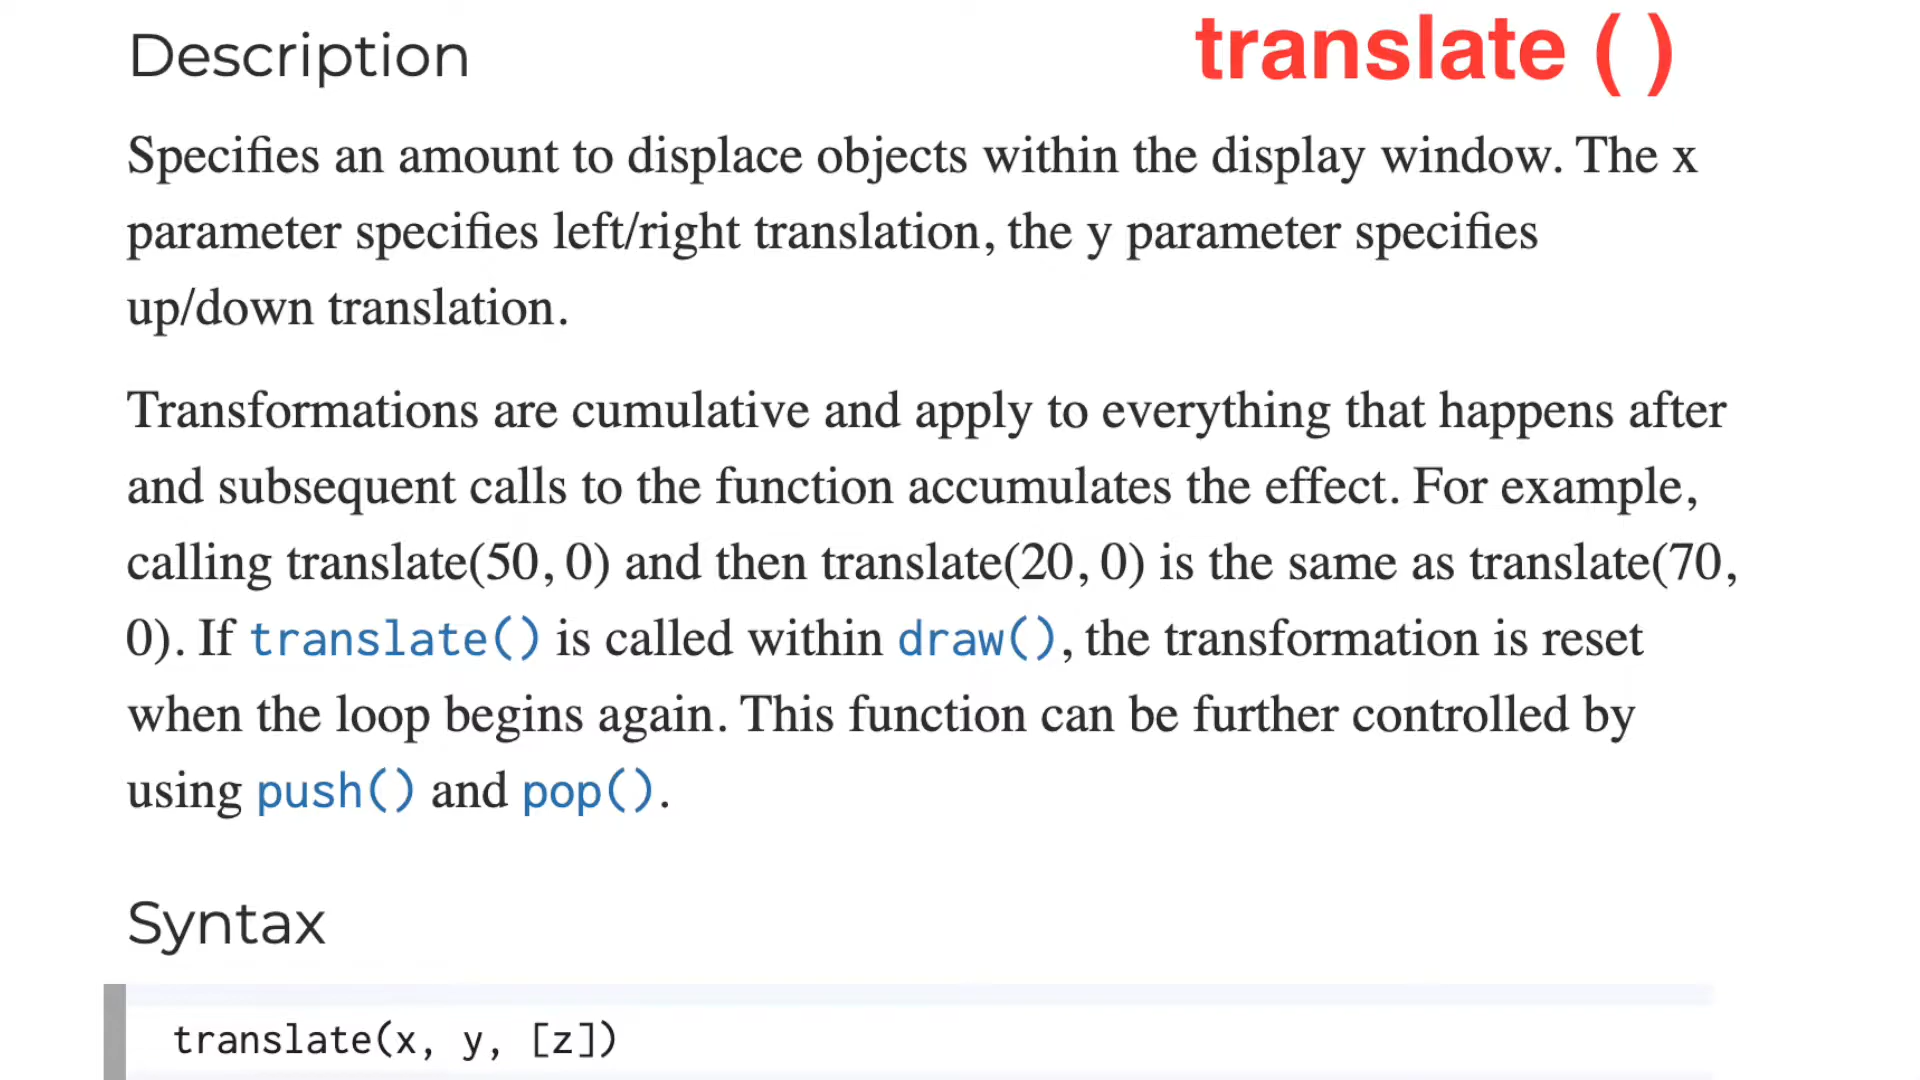 Description
translate ( )
Specifies an amount to displace objects within the display window. The x
parameter specifies left/right translation, the y parameter specifies
up/down translation.
Transformations are cumulative and apply to everything that happens after
and subsequent calls to the function accumulates the effect. For example,
calling translate(50, 0) and then translate(20, 0) is the same as translate(70,
0). If translate() is called within draw(), the transformation is reset
when the loop begins again. This function can be further controlled by
using push() and pop().
Syntax
translate(x, y, [z])